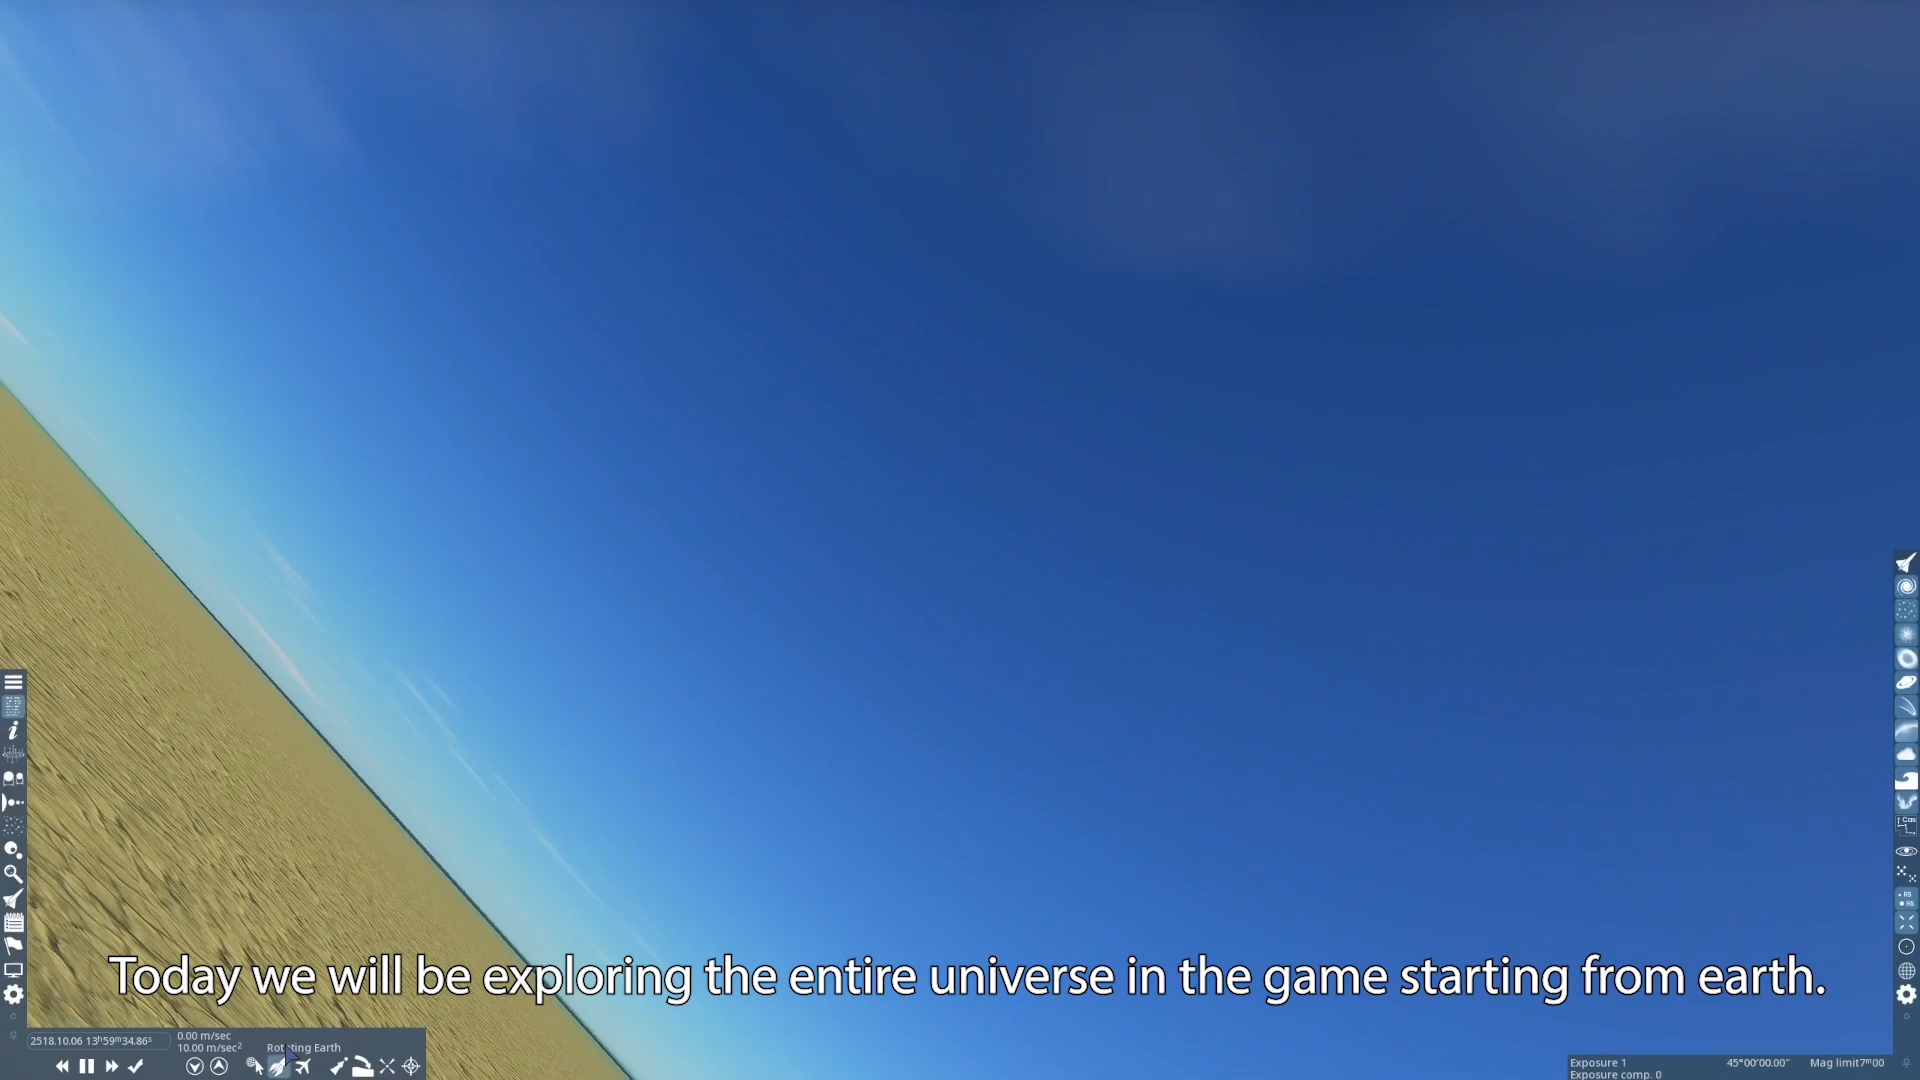 Today we will be exploring the entire universe in the game starting from earth.
2518.10.06 13ʰ59ᵐ34.86ˢ
0.00 m/sec
10.00 m/sec²
Rotating Earth
Exposure 1
45°00'00.00"
Mag limit7ᵐ00
Exposure comp. 0
RS
RS